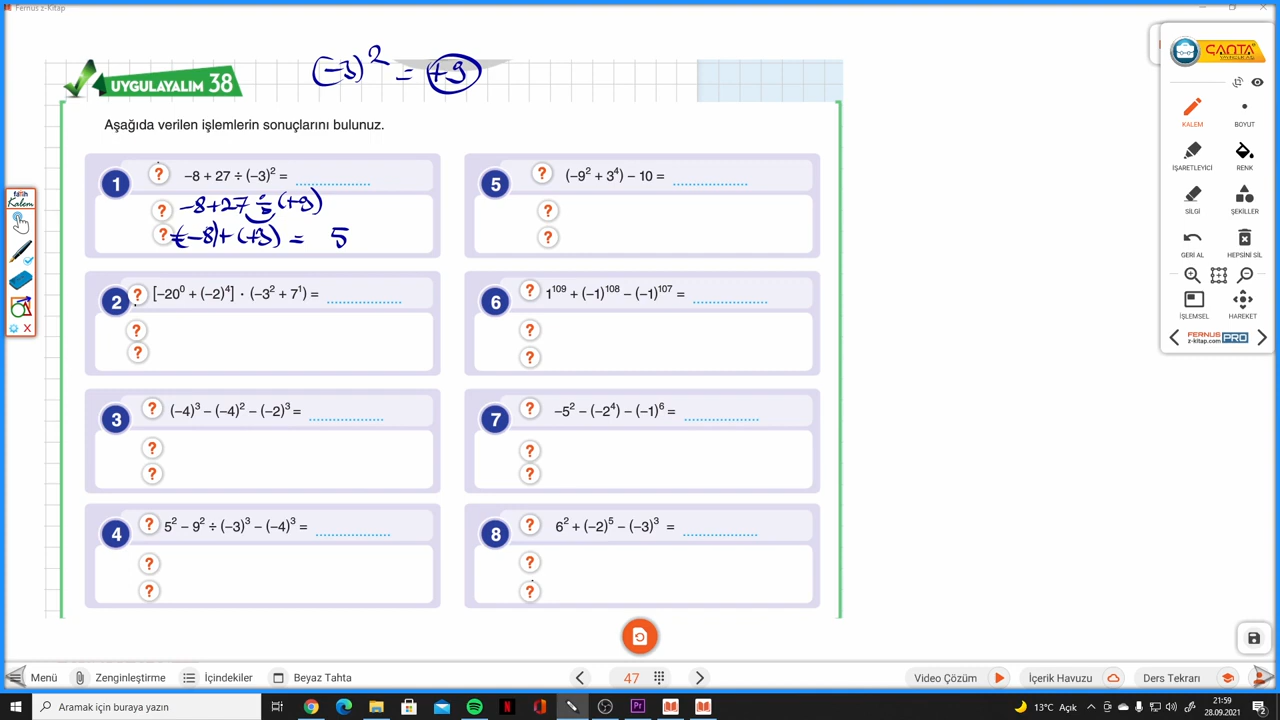 Fernus z-Kitap
(-3)² = +9
UYGULAYALIM 38
Aşağıda verilen işlemlerin sonuçlarını bulunuz.
1
? −8 + 27 ÷ (−3)² = ....................
? -8+27 ÷ (+9)
? (-8)+(+3) = 5
2
? [−20⁰ + (−2)⁴] · (−3² + 7¹) = ....................
?
?
3
? (−4)³ − (−4)² − (−2)³ = ....................
?
?
4
? 5² − 9² ÷ (−3)³ − (−4)³ = ....................
?
?
5
? (−9² + 3⁴) − 10 = ....................
?
?
6
? 1¹⁰⁹ + (−1)¹⁰⁸ − (−1)¹⁰⁷ = ....................
?
?
7
? −5² − (−2⁴) − (−1)⁶ = ....................
?
?
8
? 6² + (−2)⁵ − (−3)³ = ....................
?
?
fatih
Kalem
ÇANTA
KALEM
BOYUT
İŞARETLEYİCİ
RENK
SİLGİ
ŞEKİLLER
GERİ AL
HEPSİNİ SİL
İŞLEMSEL
HAREKET
FERNUS PRO
z-kitap.com
Menü
Zenginleştirme
İçindekiler
Beyaz Tahta
47
Video Çözüm
İçerik Havuzu
Ders Tekrarı
Aramak için buraya yazın
13°C Açık
21:59
28.09.2021